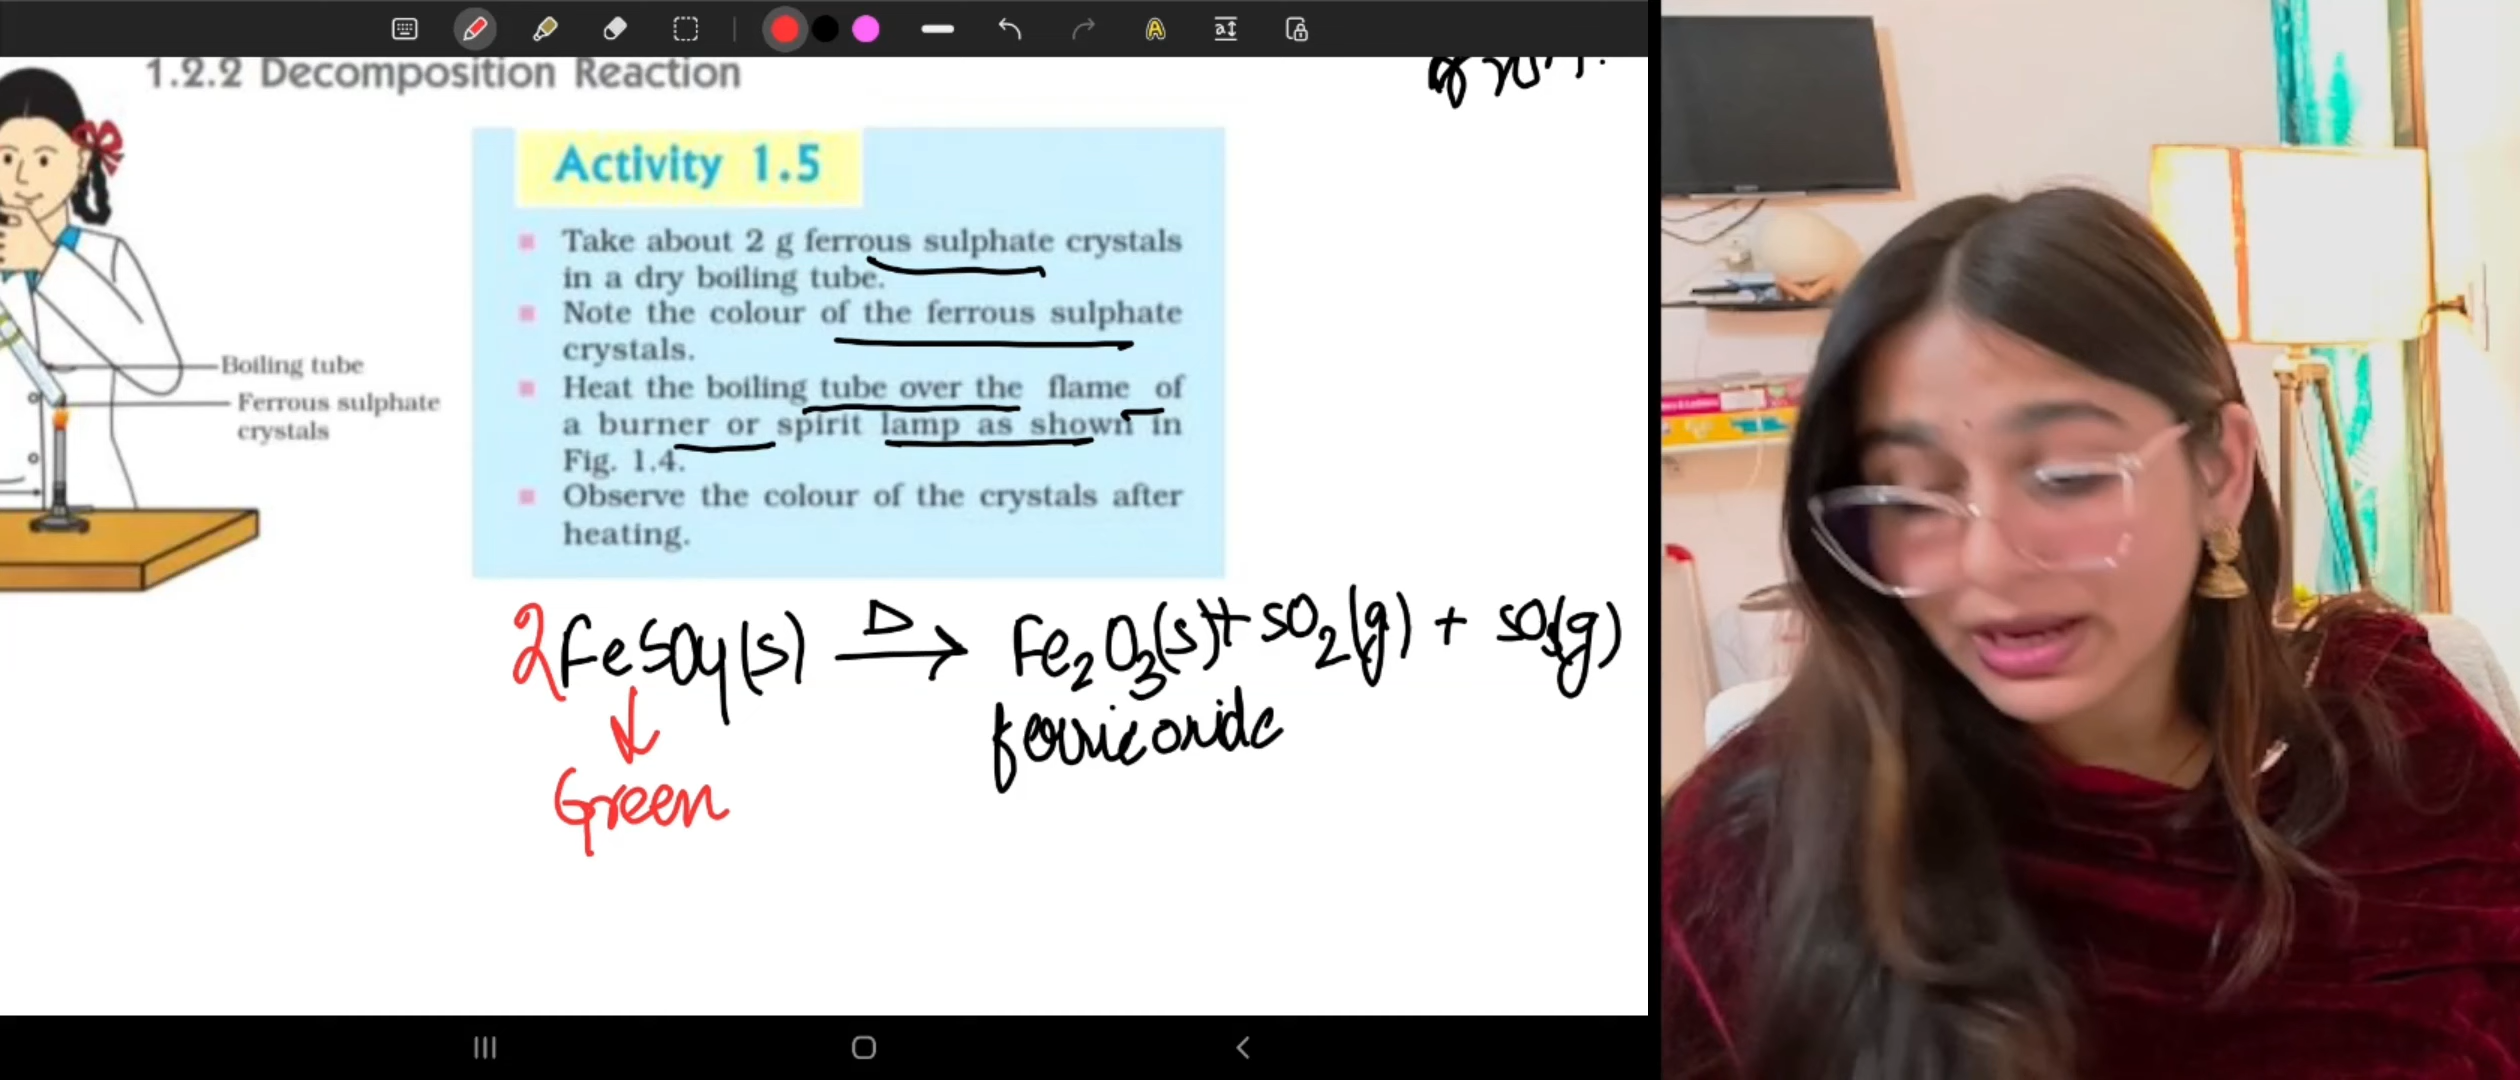 1.2.2 Decomposition Reaction
Activity 1.5
Take about 2 g ferrous sulphate crystals
in a dry boiling tube.
Note the colour of the ferrous sulphate
crystals.
Heat the boiling tube over the flame of
a burner or spirit lamp as shown in
Fig. 1.4.
Observe the colour of the crystals after
heating.
Boiling tube
Ferrous sulphate
crystals
2FeSO4(s) Δ→ Fe2O3(s) + SO2(g) + SO3(g)
ferric oxide
Green